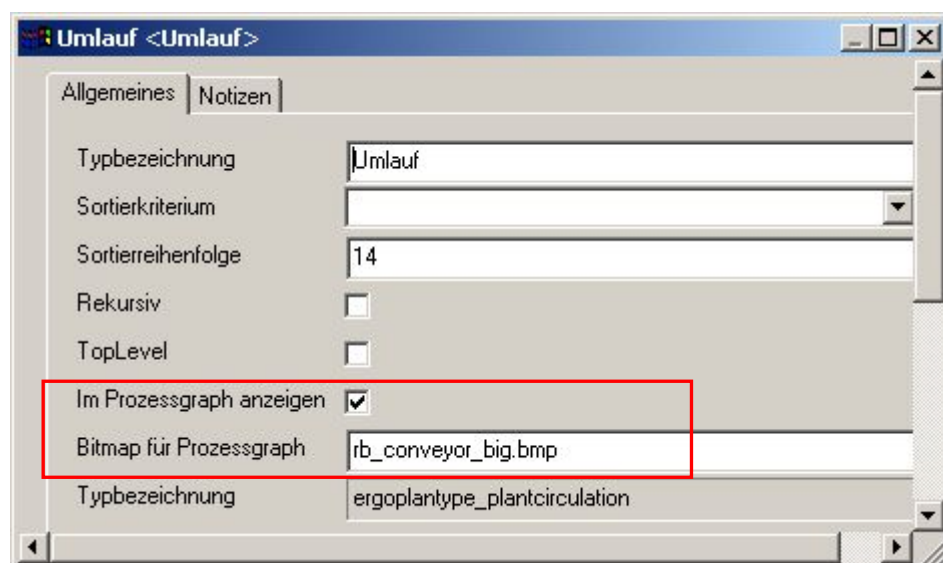 Umlauf <Umlauf>
Allgemeines Notizen
Typbezeichnung Umlauf
Sortierkriterium
Sortierreihenfolge 14
Rekursiv
TopLevel
Im Prozessgraph anzeigen
Bitmap für Prozessgraph rb_conveyor_big.bmp
Typbezeichnung ergoplantype_plantcirculation